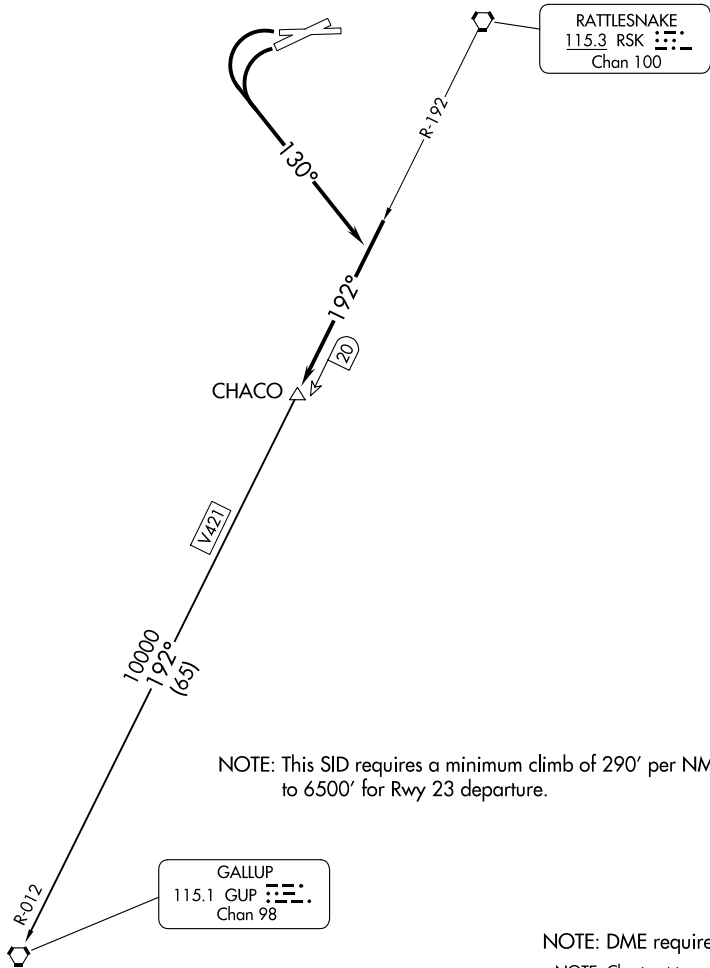 RATTLESNAKE
115.3 RSK
Chan 100
R-192
130°
192°
20
CHACO
V421
10000
192°
(65)
NOTE: This SID requires a minimum climb of 290' per NM
to 6500' for Rwy 23 departure.
GALLUP
115.1 GUP
Chan 98
R-012
NOTE: DME require
NOTE: Chart